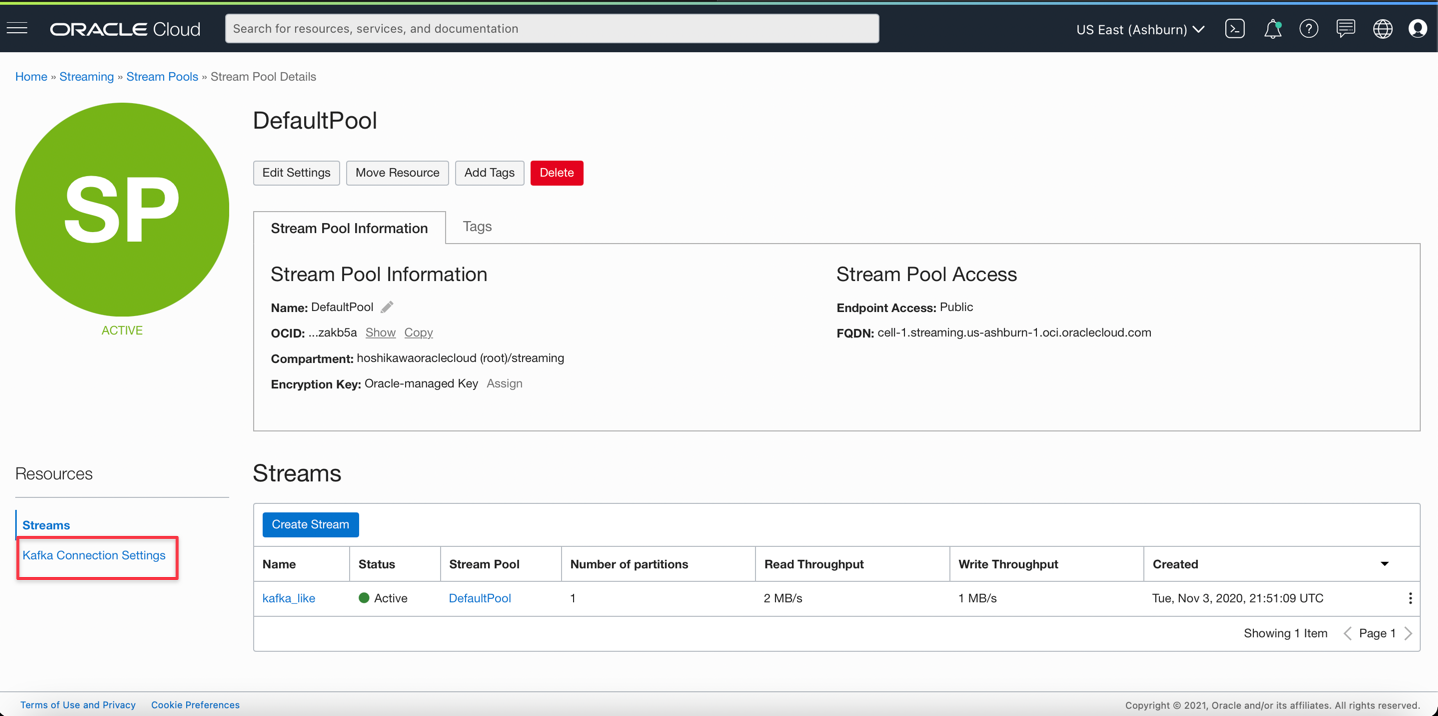 ORACLE Cloud Search for resources, services, and documentation US East (Ashburn)
Home » Streaming » Stream Pools » Stream Pool Details
SP
ACTIVE
DefaultPool
Edit Settings Move Resource Add Tags Delete
Stream Pool Information Tags
Stream Pool Information
Name: DefaultPool
OCID: ...zakb5a Show Copy
Compartment: hoshikawaoraclecloud (root)/streaming
Encryption Key: Oracle-managed Key Assign
Stream Pool Access
Endpoint Access: Public
FQDN: cell-1.streaming.us-ashburn-1.oci.oraclecloud.com
Resources
Streams
Kafka Connection Settings
Streams
Create Stream
Name Status Stream Pool Number of partitions Read Throughput Write Throughput Created
kafka_like Active DefaultPool 1 2 MB/s 1 MB/s Tue, Nov 3, 2020, 21:51:09 UTC
Showing 1 Item Page 1
Terms of Use and Privacy Cookie Preferences Copyright © 2021, Oracle and/or its affiliates. All rights reserved.